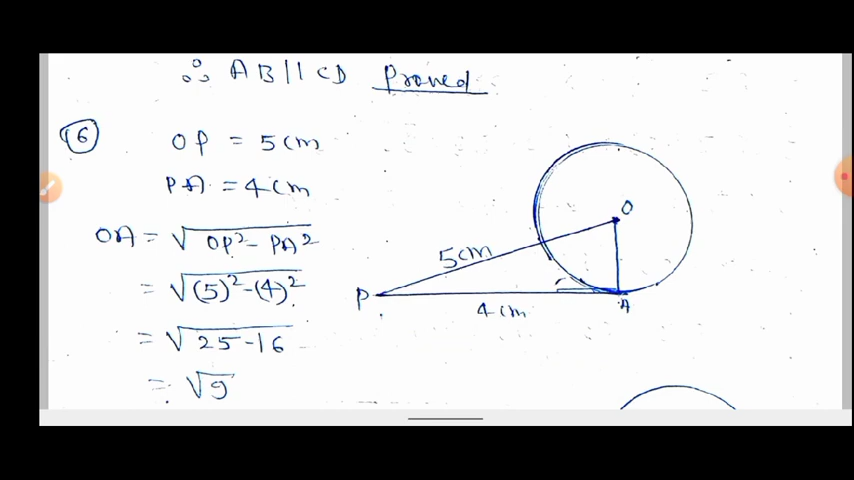 ∴ AB || CD Proved
(16)
OP = 5 cm
PA = 4 cm
OA = √OP² - PA²
= √(5)² - (4)²
= √25 - 16
= √9
O
5cm
P
4 cm
A